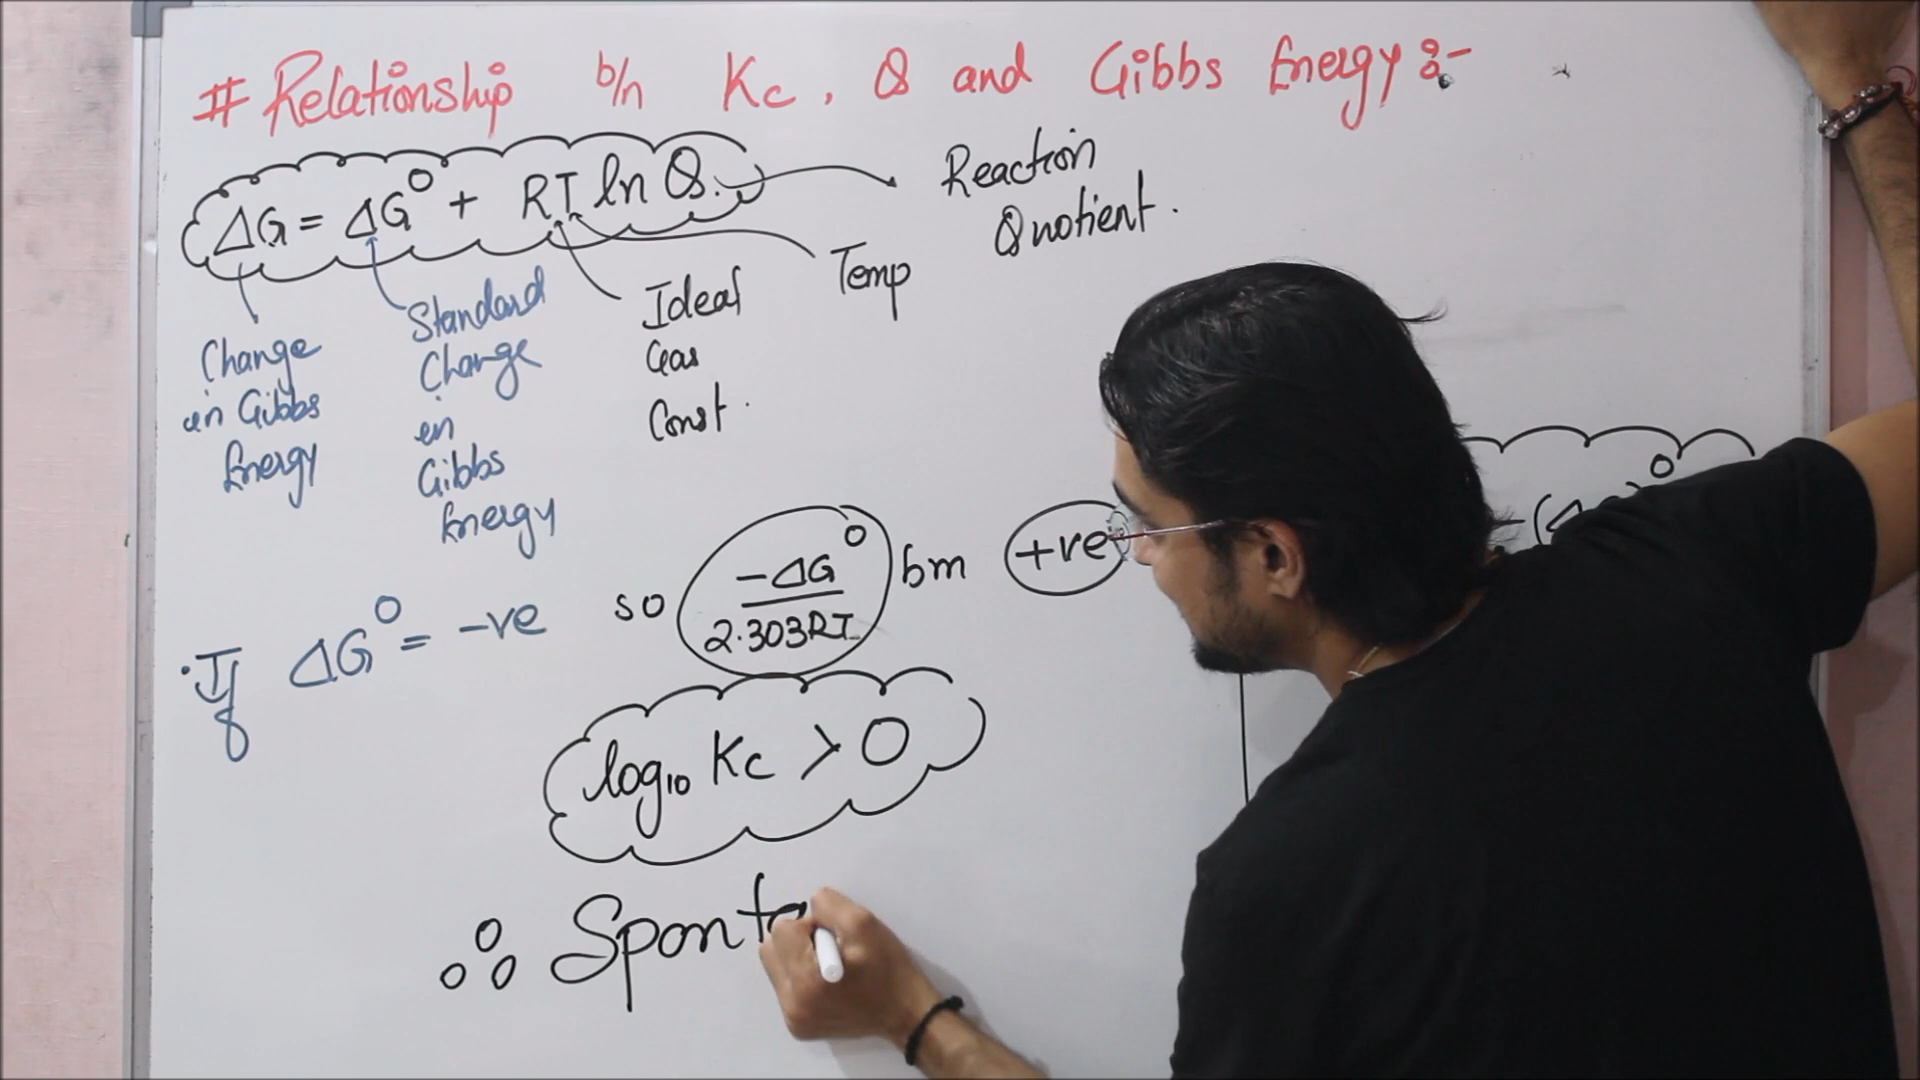 # Relationship b/n Kc, Q and Gibbs Energy :-
ΔG = ΔG° + RT ln Q.
Reaction
Quotient.
Temp
Ideal
Gas
Const.
Standard
Change
in
Gibbs
Energy
Change
in Gibbs
Energy
• If ΔG° = -ve so -ΔG° / 2.303RT bm +ve
log₁₀ Kc > 0
∴ Sponta